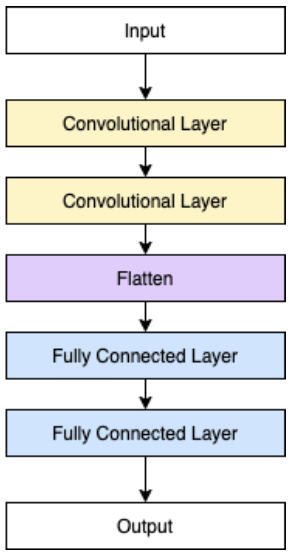 Input
Convolutional Layer
Convolutional Layer
Flatten
Fully Connected Layer
Fully Connected Layer
Output